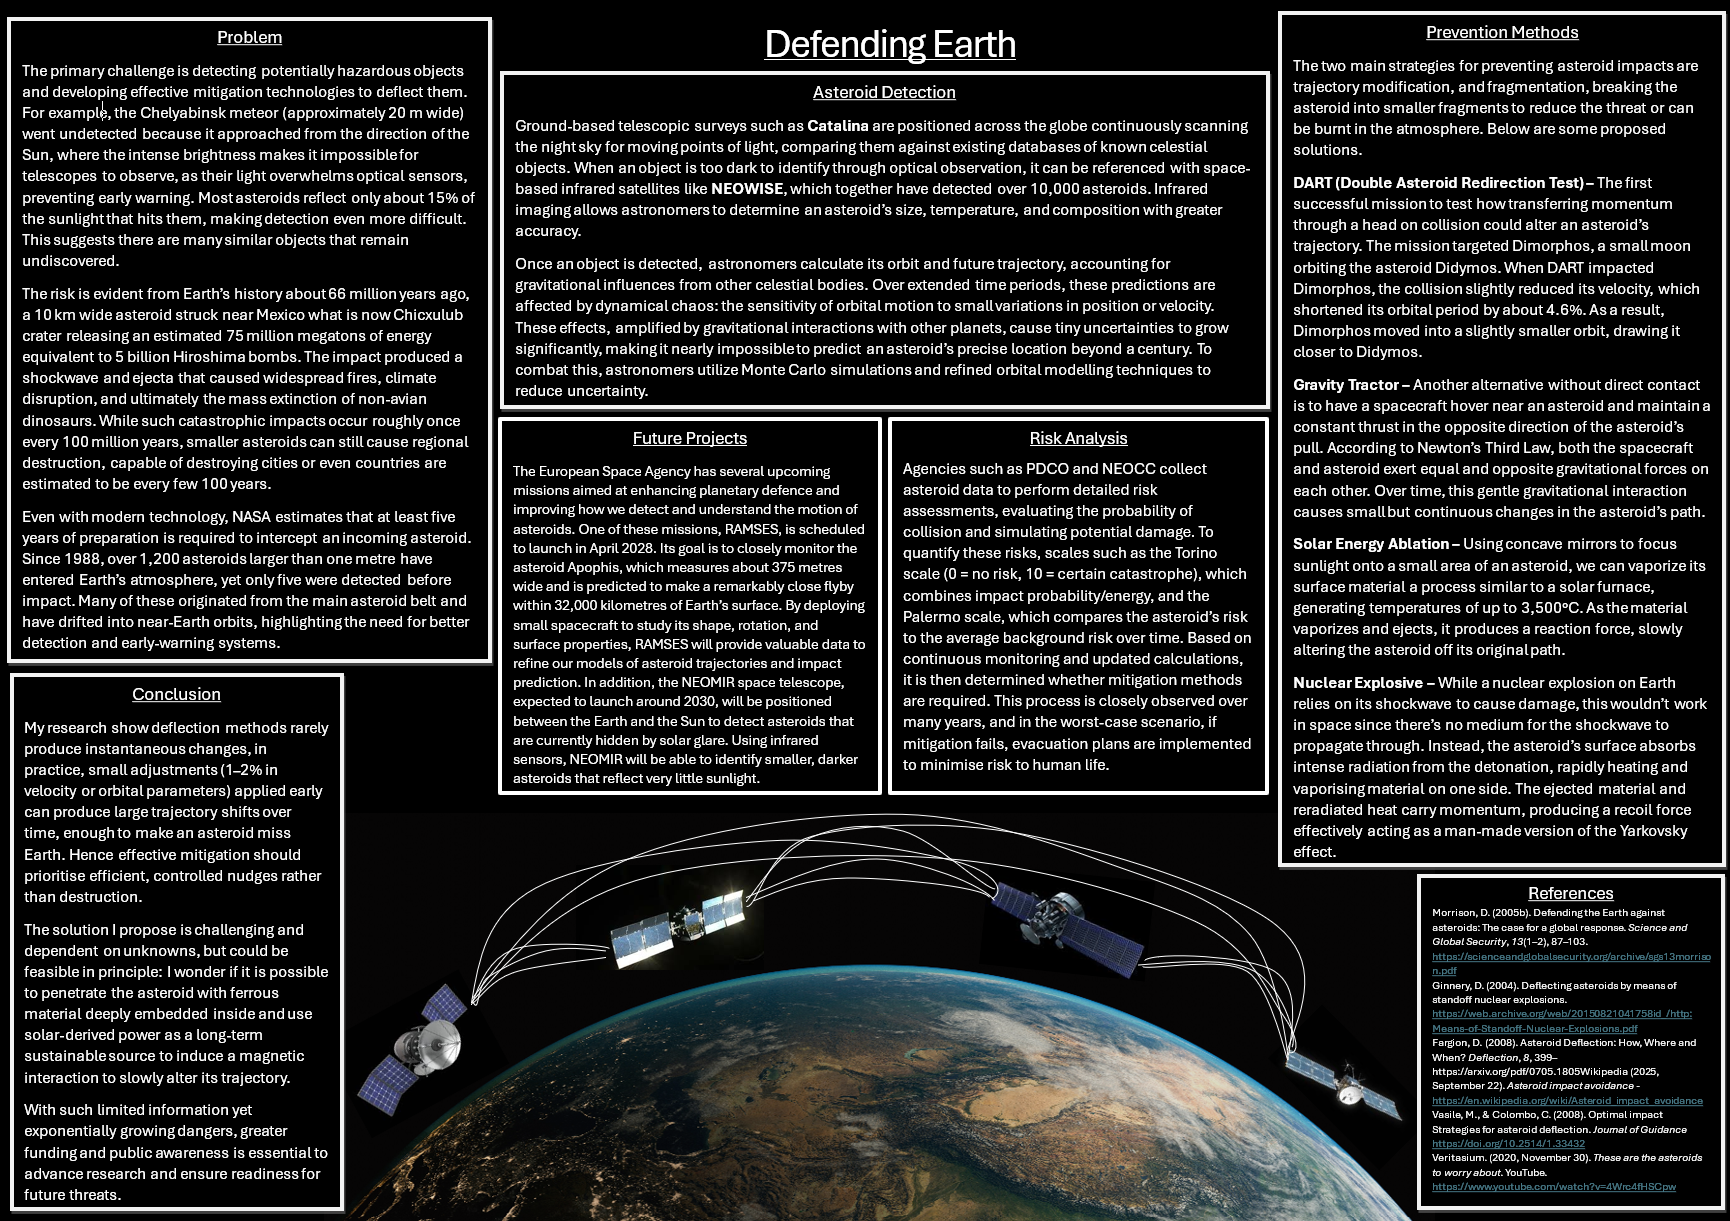 Defending Earth
Problem
The primary challenge is detecting potentially hazardous objects
and developing effective mitigation technologies to deflect them.
For example, the Chelyabinsk meteor (approximately 20 m wide)
went undetected because it approached from the direction of the
Sun, where the intense brightness makes it impossible for
telescopes to observe, as their light overwhelms optical sensors,
preventing early warning. Most asteroids reflect only about 15% of
the sunlight that hits them, making detection even more difficult.
This suggests there are many similar objects that remain
undiscovered.
The risk is evident from Earth's history about 66 million years ago,
a 10 km wide asteroid struck near Mexico what is now Chicxulub
crater releasing an estimated 75 million megatons of energy
equivalent to 5 billion Hiroshima bombs. The impact produced a
shockwave and ejecta that caused widespread fires, climate
disruption, and ultimately the mass extinction of non-avian
dinosaurs. While such catastrophic impacts occur roughly once
every 100 million years, smaller asteroids can still cause regional
destruction, capable of destroying cities or even countries are
estimated to be every few 100 years.
Even with modern technology, NASA estimates that at least five
years of preparation is required to intercept an incoming asteroid.
Since 1988, over 1,200 asteroids larger than one metre have
entered Earth's atmosphere, yet only five were detected before
impact. Many of these originated from the main asteroid belt and
have drifted into near-Earth orbits, highlighting the need for better
detection and early-warning systems.
Conclusion
My research show deflection methods rarely
produce instantaneous changes, in
practice, small adjustments (1–2% in
velocity or orbital parameters) applied early
can produce large trajectory shifts over
time, enough to make an asteroid miss
Earth. Hence effective mitigation should
prioritise efficient, controlled nudges rather
than destruction.
The solution I propose is challenging and
dependent on unknowns, but could be
feasible in principle: I wonder if it is possible
to penetrate the asteroid with ferrous
material deeply embedded inside and use
solar-derived power as a long-term
sustainable source to induce a magnetic
interaction to slowly alter its trajectory.
With such limited information yet
exponentially growing dangers, greater
funding and public awareness is essential to
advance research and ensure readiness for
future threats.
Asteroid Detection
Ground-based telescopic surveys such as Catalina are positioned across the globe continuously scanning
the night sky for moving points of light, comparing them against existing databases of known celestial
objects. When an object is too dark to identify through optical observation, it can be referenced with space-
based infrared satellites like NEOWISE, which together have detected over 10,000 asteroids. Infrared
imaging allows astronomers to determine an asteroid's size, temperature, and composition with greater
accuracy.
Once an object is detected, astronomers calculate its orbit and future trajectory, accounting for
gravitational influences from other celestial bodies. Over extended time periods, these predictions are
affected by dynamical chaos: the sensitivity of orbital motion to small variations in position or velocity.
These effects, amplified by gravitational interactions with other planets, cause tiny uncertainties to grow
significantly, making it nearly impossible to predict an asteroid's precise location beyond a century. To
combat this, astronomers utilize Monte Carlo simulations and refined orbital modelling techniques to
reduce uncertainty.
Future Projects
The European Space Agency has several upcoming
missions aimed at enhancing planetary defence and
improving how we detect and understand the motion of
asteroids. One of these missions, RAMSES, is scheduled
to launch in April 2028. Its goal is to closely monitor the
asteroid Apophis, which measures about 375 metres
wide and is predicted to make a remarkably close flyby
within 32,000 kilometres of Earth's surface. By deploying
small spacecraft to study its shape, rotation, and
surface properties, RAMSES will provide valuable data to
refine our models of asteroid trajectories and impact
prediction. In addition, the NEOMIR space telescope,
expected to launch around 2030, will be positioned
between the Earth and the Sun to detect asteroids that
are currently hidden by solar glare. Using infrared
sensors, NEOMIR will be able to identify smaller, darker
asteroids that reflect very little sunlight.
Risk Analysis
Agencies such as PDCO and NEOCC collect
asteroid data to perform detailed risk
assessments, evaluating the probability of
collision and simulating potential damage. To
quantify these risks, scales such as the Torino
scale (0 = no risk, 10 = certain catastrophe), which
combines impact probability/energy, and the
Palermo scale, which compares the asteroid's risk
to the average background risk over time. Based on
continuous monitoring and updated calculations,
it is then determined whether mitigation methods
are required. This process is closely observed over
many years, and in the worst-case scenario, if
mitigation fails, evacuation plans are implemented
to minimise risk to human life.
Prevention Methods
The two main strategies for preventing asteroid impacts are
trajectory modification, and fragmentation, breaking the
asteroid into smaller fragments to reduce the threat or can
be burnt in the atmosphere. Below are some proposed
solutions.
DART (Double Asteroid Redirection Test) – The first
successful mission to test how transferring momentum
through a head on collision could alter an asteroid's
trajectory. The mission targeted Dimorphos, a small moon
orbiting the asteroid Didymos. When DART impacted
Dimorphos, the collision slightly reduced its velocity, which
shortened its orbital period by about 4.6%. As a result,
Dimorphos moved into a slightly smaller orbit, drawing it
closer to Didymos.
Gravity Tractor – Another alternative without direct contact
is to have a spacecraft hover near an asteroid and maintain a
constant thrust in the opposite direction of the asteroid's
pull. According to Newton's Third Law, both the spacecraft
and asteroid exert equal and opposite gravitational forces on
each other. Over time, this gentle gravitational interaction
causes small but continuous changes in the asteroid's path.
Solar Energy Ablation – Using concave mirrors to focus
sunlight onto a small area of an asteroid, we can vaporize its
surface material a process similar to a solar furnace,
generating temperatures of up to 3,500°C. As the material
vaporizes and ejects, it produces a reaction force, slowly
altering the asteroid off its original path.
Nuclear Explosive – While a nuclear explosion on Earth
relies on its shockwave to cause damage, this wouldn't work
in space since there's no medium for the shockwave to
propagate through. Instead, the asteroid's surface absorbs
intense radiation from the detonation, rapidly heating and
vaporising material on one side. The ejected material and
reradiated heat carry momentum, producing a recoil force
effectively acting as a man-made version of the Yarkovsky
effect.
References
Morrison, D. (2005b). Defending the Earth against
asteroids: The case for a global response. Science and
Global Security, 13(1–2), 87–103.
https://scienceandglobalsecurity.org/archive/sgs13morriso
n.pdf
Ginnery, D. (2004). Deflecting asteroids by means of
standoff nuclear explosions.
https://web.archive.org/web/20150821041758id_/http:
Means-of-Standoff-Nuclear-Explosions.pdf
Fargion, D. (2008). Asteroid Deflection: How, Where and
When? Deflection, 8, 399–
https://arxiv.org/pdf/0705.1805Wikipedia (2025,
September 22). Asteroid impact avoidance -
https://en.wikipedia.org/wiki/Asteroid_impact_avoidance
Vasile, M., & Colombo, C. (2008). Optimal impact
Strategies for asteroid deflection. Journal of Guidance
https://doi.org/10.2514/1.33432
Veritasium. (2020, November 30). These are the asteroids
to worry about. YouTube.
https://www.youtube.com/watch?v=4Wrc4fHSCpw